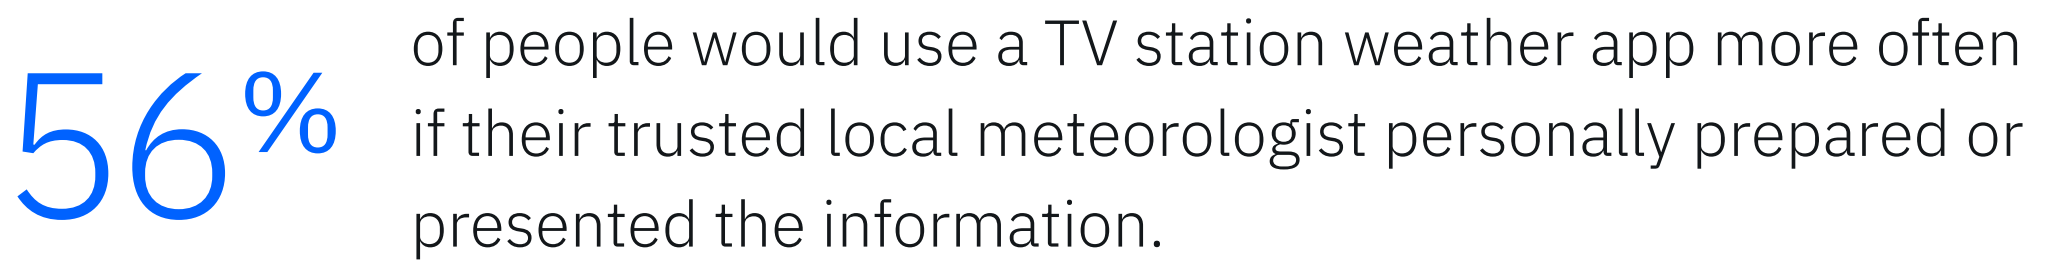 56%
of people would use a TV station weather app more often
if their trusted local meteorologist personally prepared or
presented the information.